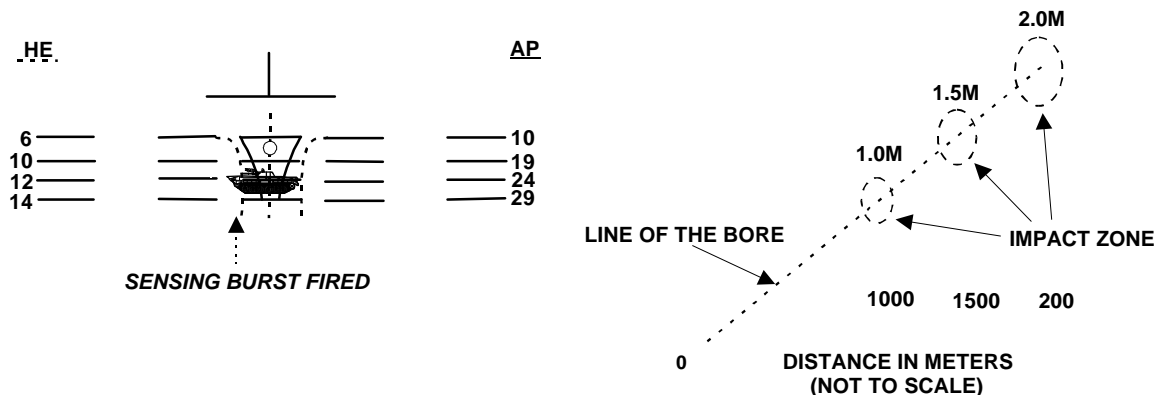 HE
AP
6
10
12
14
10
19
24
29
SENSING BURST FIRED
2.0M
1.5M
1.0M
LINE OF THE BORE
IMPACT ZONE
1000 1500 200
0
DISTANCE IN METERS
(NOT TO SCALE)